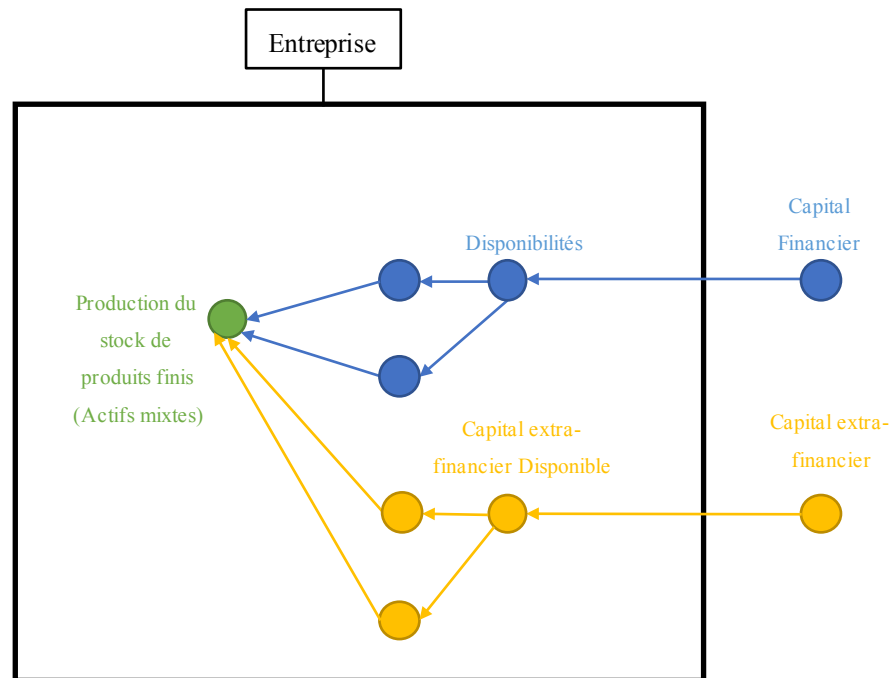 Entreprise
Capital
Financier
Disponibilités
Production du
stock de
produits finis
(Actifs mixtes)
Capital extra-
financier Disponible
Capital extra-
financier